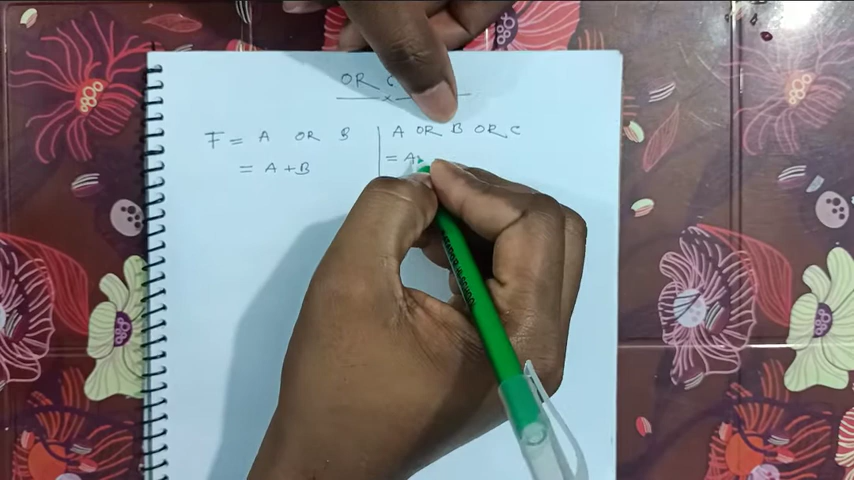 OR
F = A OR B
= A + B
A OR B OR C
= A